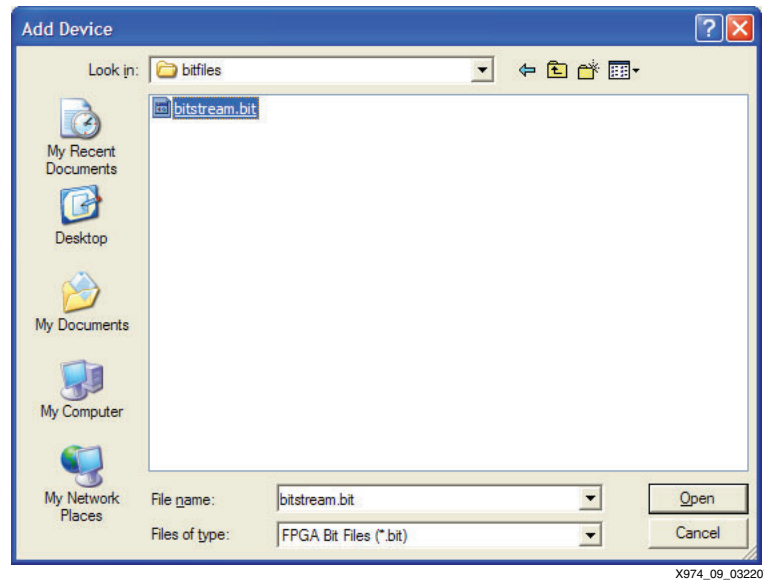 Add Device
Look in: bitfiles
bitstream.bit
My Recent
Documents
Desktop
My Documents
My Computer
My Network
Places
File name: bitstream.bit Open
Files of type: FPGA Bit Files (*.bit) Cancel
X974_09_03220